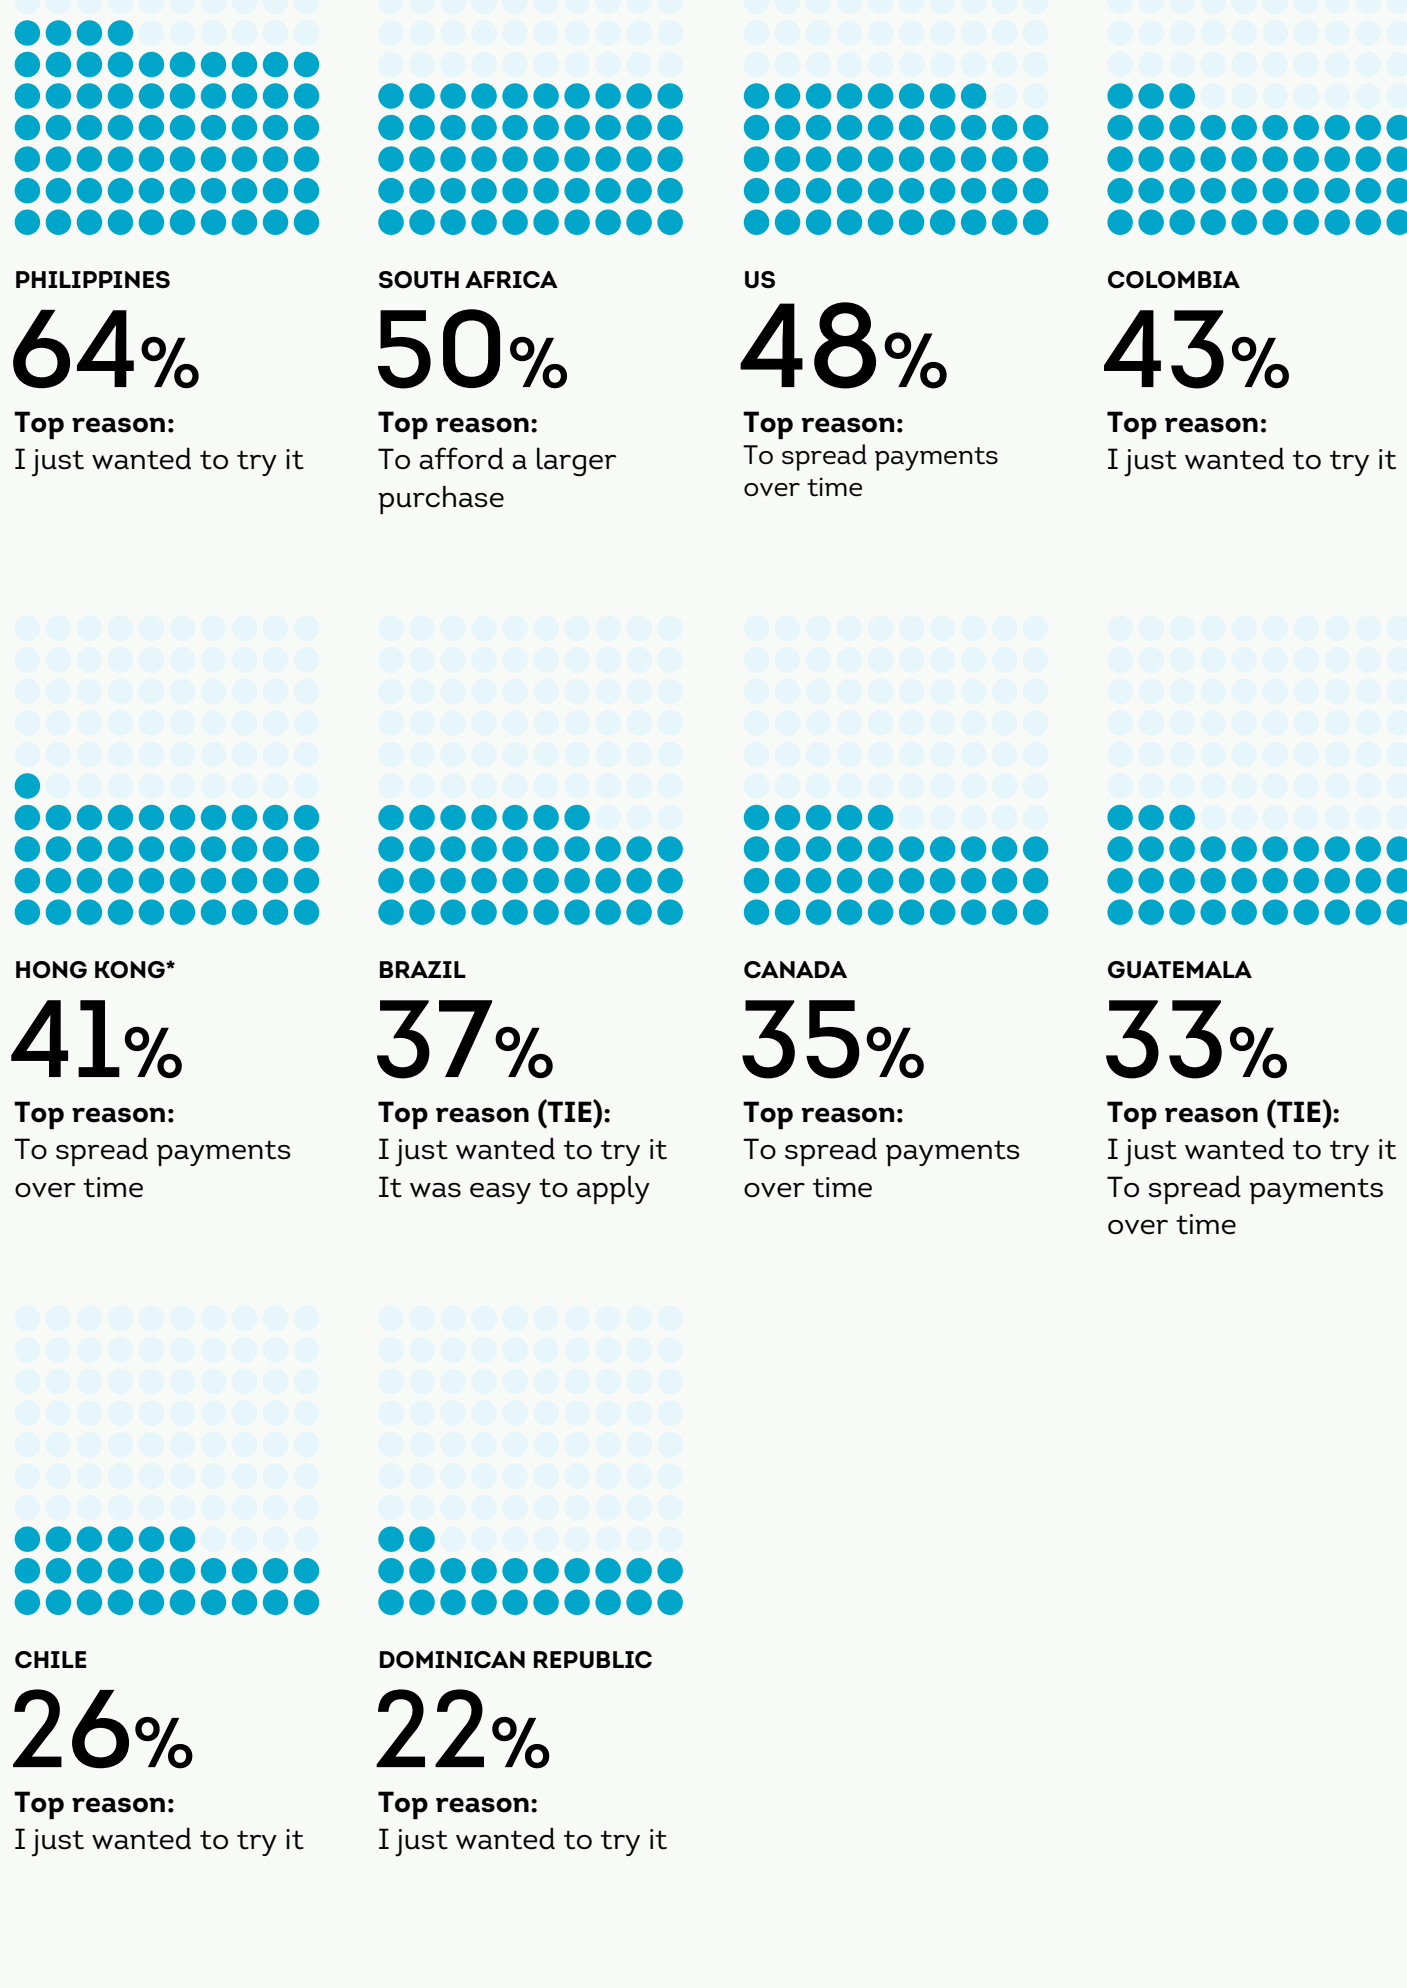 PHILIPPINES
64%
Top reason:
I just wanted to try it
SOUTH AFRICA
50%
Top reason:
To afford a larger
purchase
US
48%
Top reason:
To spread payments
over time
COLOMBIA
43%
Top reason:
I just wanted to try it
HONG KONG*
41%
Top reason:
To spread payments
over time
BRAZIL
37%
Top reason (TIE):
I just wanted to try it
It was easy to apply
CANADA
35%
Top reason:
To spread payments
over time
GUATEMALA
33%
Top reason (TIE):
I just wanted to try it
To spread payments
over time
CHILE
26%
Top reason:
I just wanted to try it
DOMINICAN REPUBLIC
22%
Top reason:
I just wanted to try it